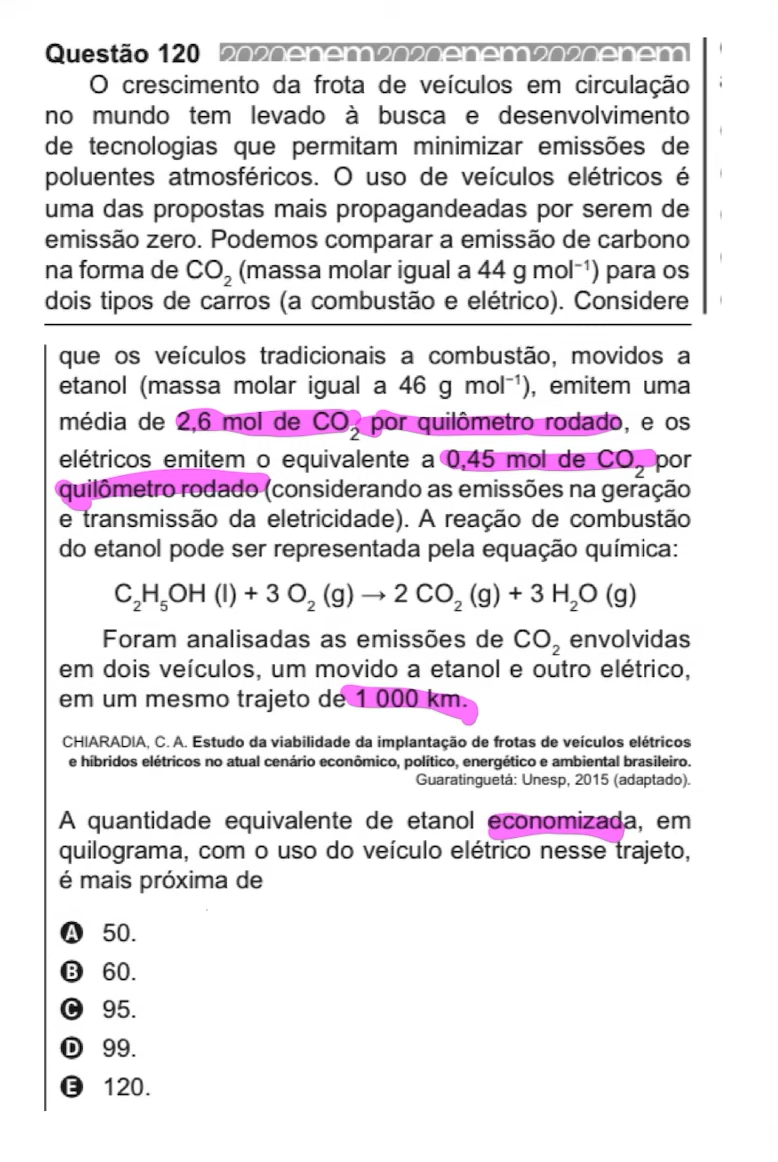 Questão 120 2020enem2020enem2020enem
O crescimento da frota de veículos em circulação
no mundo tem levado à busca e desenvolvimento
de tecnologias que permitam minimizar emissões de
poluentes atmosféricos. O uso de veículos elétricos é
uma das propostas mais propagandeadas por serem de
emissão zero. Podemos comparar a emissão de carbono
na forma de CO₂ (massa molar igual a 44 g mol⁻¹) para os
dois tipos de carros (a combustão e elétrico). Considere
que os veículos tradicionais a combustão, movidos a
etanol (massa molar igual a 46 g mol⁻¹), emitem uma
média de 2,6 mol de CO₂ por quilômetro rodado, e os
elétricos emitem o equivalente a 0,45 mol de CO₂ por
quilômetro rodado (considerando as emissões na geração
e transmissão da eletricidade). A reação de combustão
do etanol pode ser representada pela equação química:
C₂H₅OH (l) + 3 O₂ (g) → 2 CO₂ (g) + 3 H₂O (g)
Foram analisadas as emissões de CO₂ envolvidas
em dois veículos, um movido a etanol e outro elétrico,
em um mesmo trajeto de 1 000 km.
CHIARADIA, C. A. Estudo da viabilidade da implantação de frotas de veículos elétricos
e híbridos elétricos no atual cenário econômico, político, energético e ambiental brasileiro.
Guaratinguetá: Unesp, 2015 (adaptado).
A quantidade equivalente de etanol economizada, em
quilograma, com o uso do veículo elétrico nesse trajeto,
é mais próxima de
A 50.
B 60.
C 95.
D 99.
E 120.